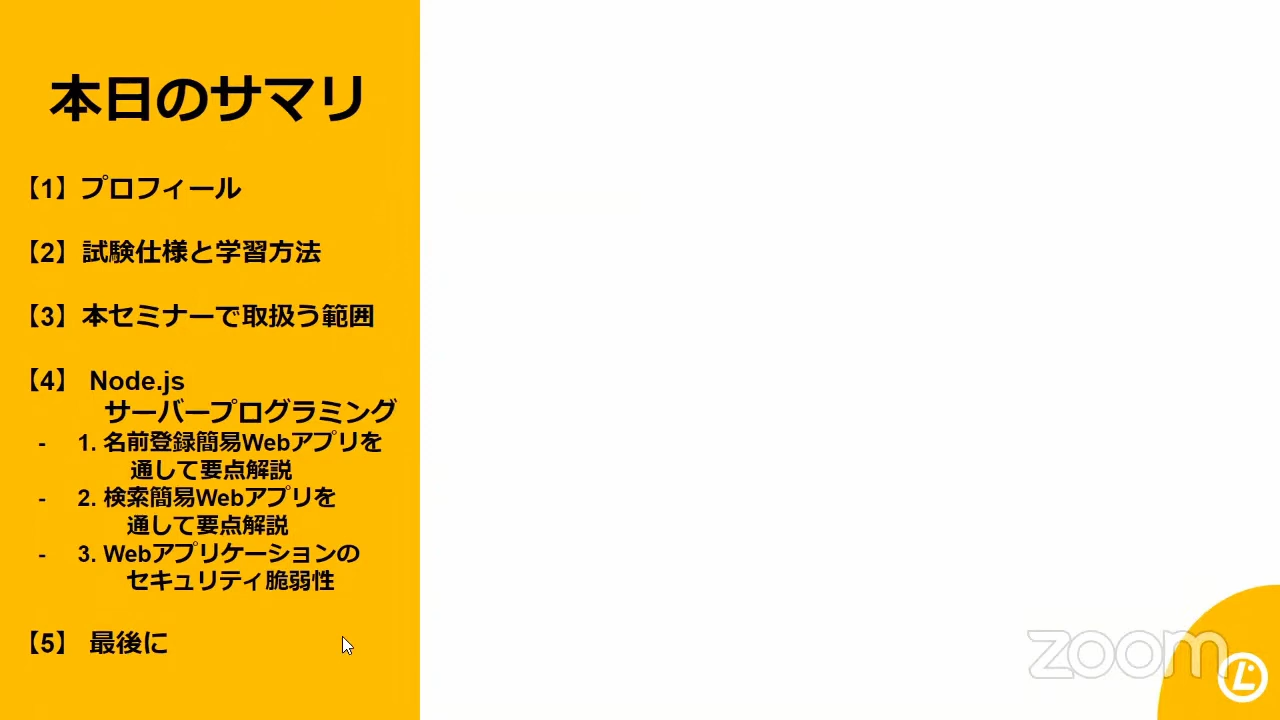 本日のサマリ
【1】プロフィール
【2】試験仕様と学習方法
【3】本セミナーで取扱う範囲
【4】 Node.js
サーバープログラミング
- 1. 名前登録簡易Webアプリを
通して要点解説
- 2. 検索簡易Webアプリを
通して要点解説
- 3. Webアプリケーションの
セキュリティ脆弱性
【5】 最後に
zoom
L